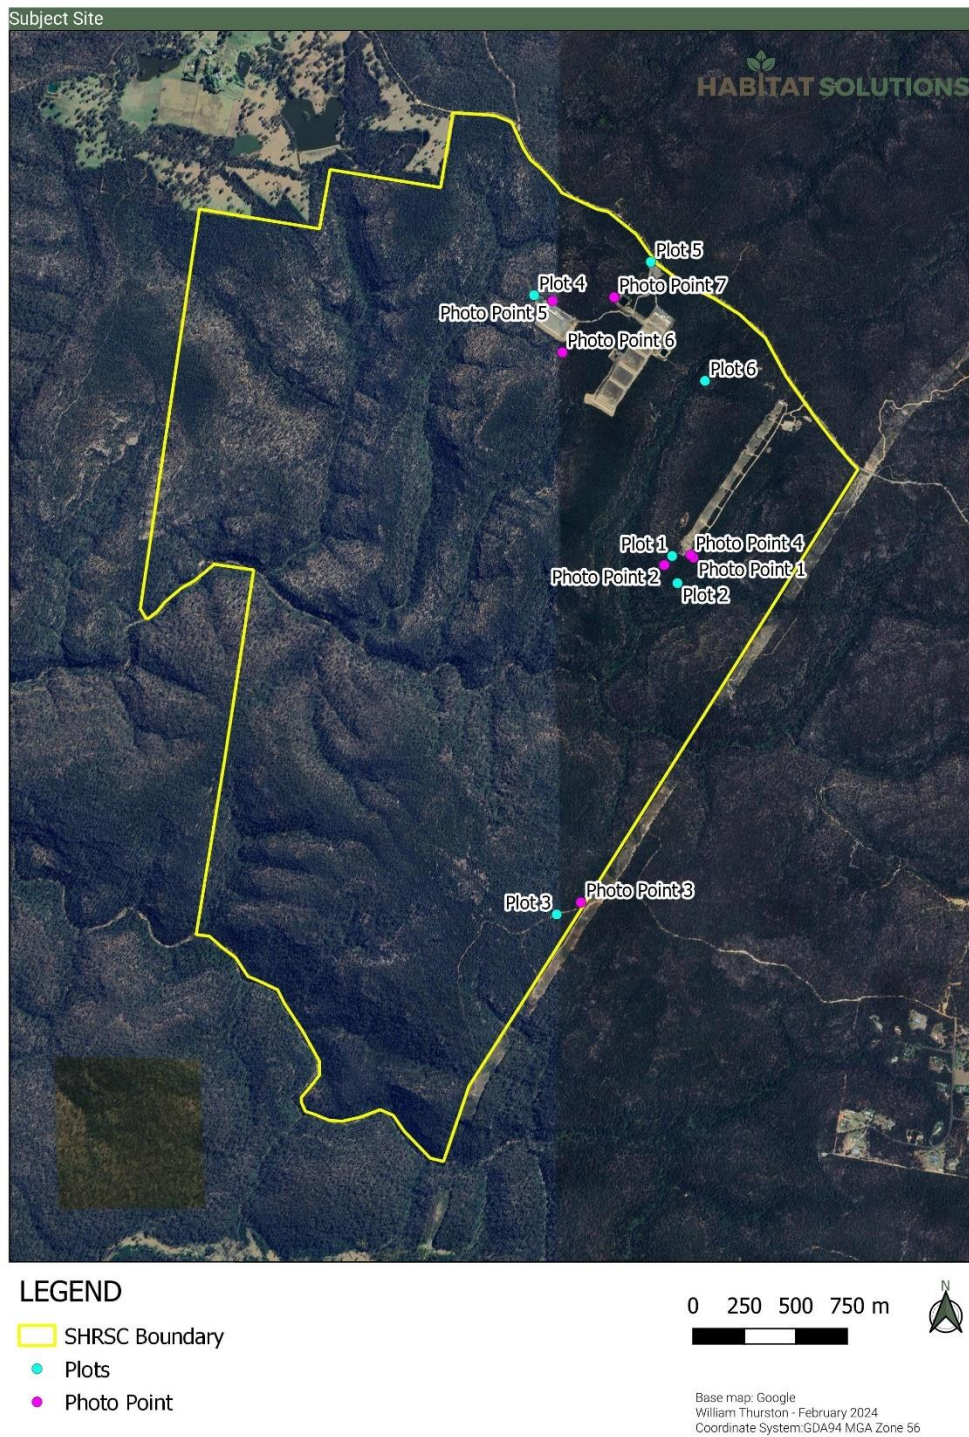 Subject Site
HABITAT SOLUTIONS
Plot 5
Plot 4
Photo Point 7
Photo Point 5
Photo Point 6
Plot 6
Plot 1
Photo Point 4
Photo Point 2
Photo Point 1
Plot 2
Plot 3
Photo Point 3
LEGEND
SHRSC Boundary
Plots
Photo Point
0 250 500 750 m
N
Base map: Google
William Thurston - February 2024
Coordinate System:GDA94 MGA Zone 56